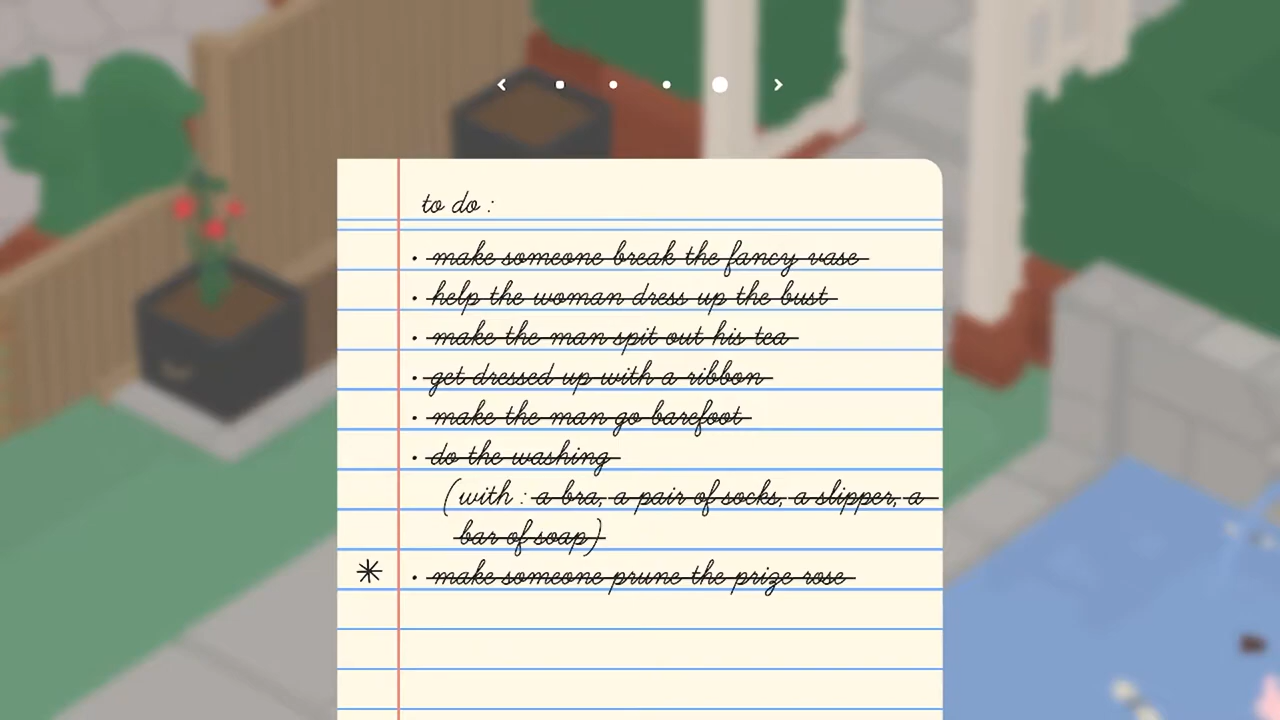 to do :
• make someone break the fancy vase
• help the woman dress up the bust
• make the man spit out his tea
• get dressed up with a ribbon
• make the man go barefoot
• do the washing
(with : a bra, a pair of socks, a slipper, a
bar of soap)
• make someone prune the prize rose